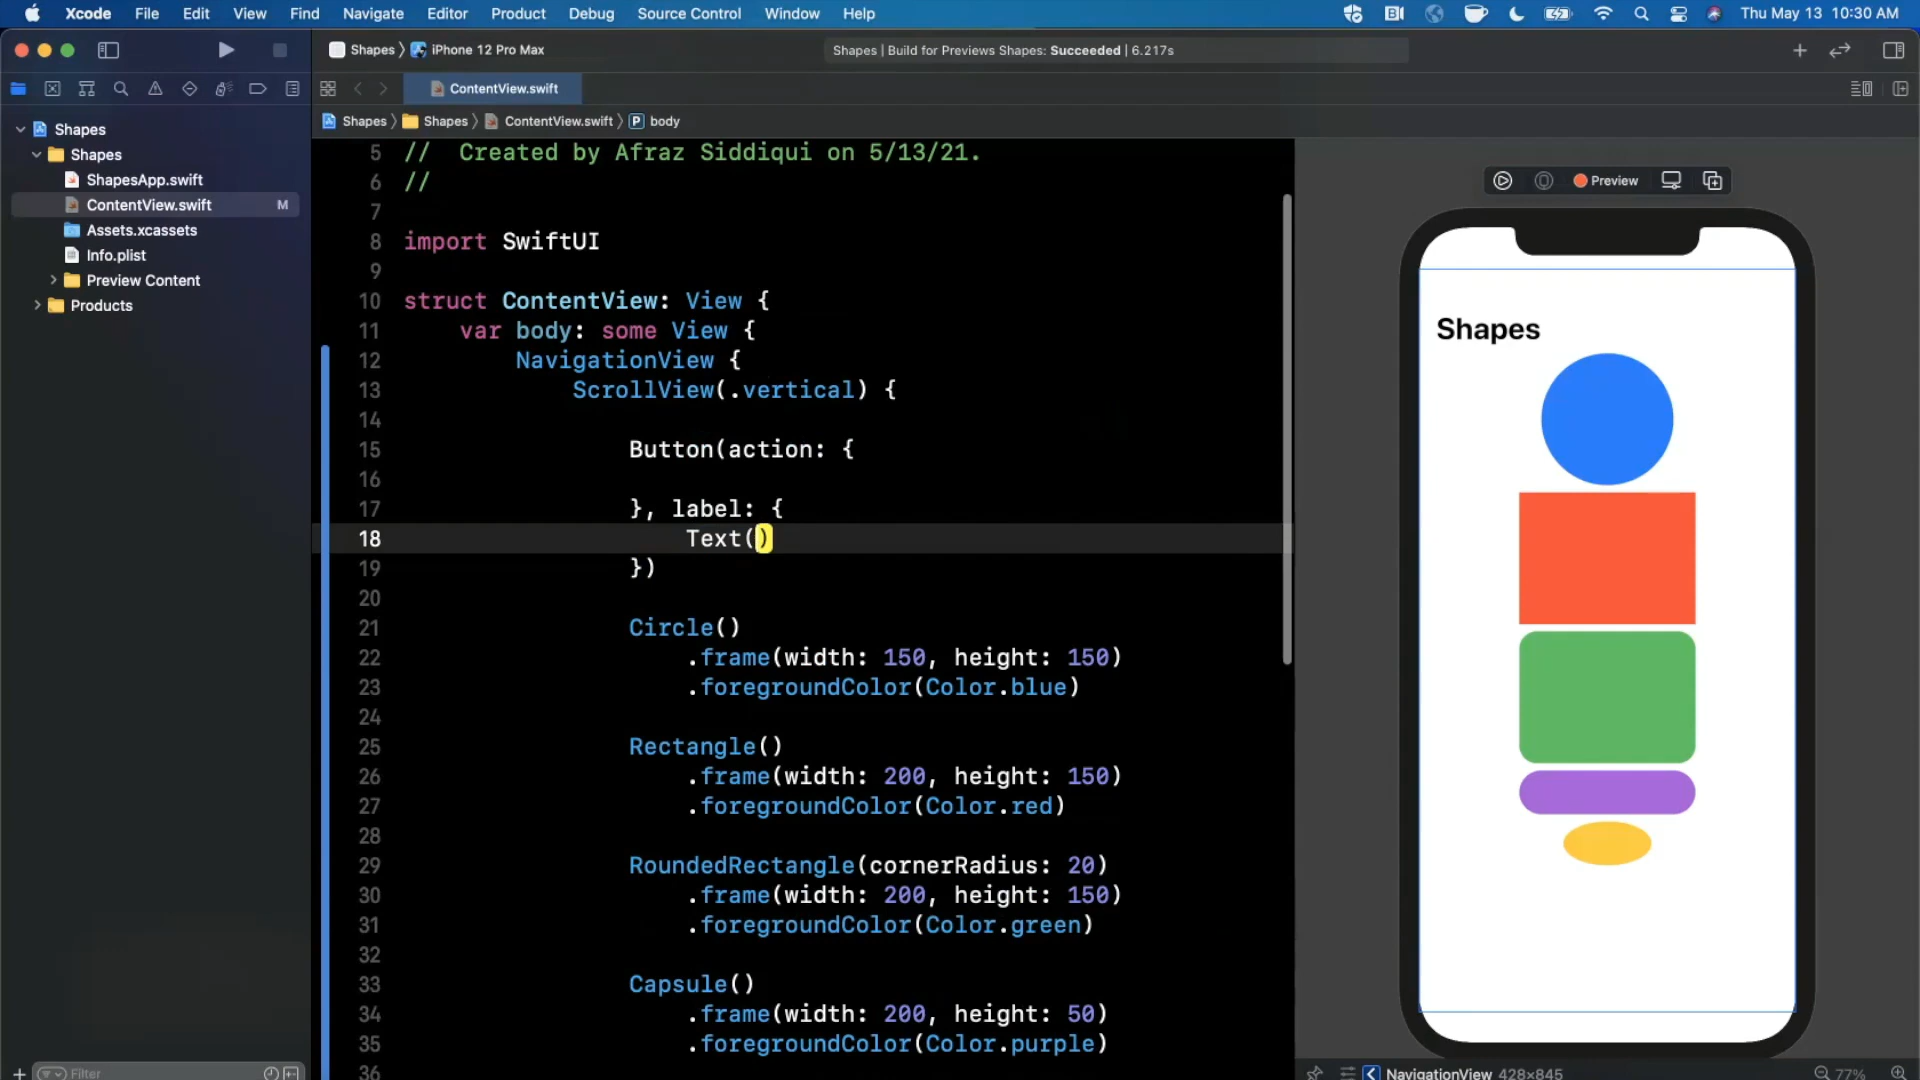 Xcode File Edit View Find Navigate Editor Product Debug Source Control Window Help Thu May 13 10:30 AM
Shapes iPhone 12 Pro Max Shapes | Build for Previews Shapes: Succeeded | 6.217s
ContentView.swift
Shapes Shapes ContentView.swift P body
Shapes
Shapes
ShapesApp.swift
ContentView.swift M
Assets.xcassets
Info.plist
Preview Content
Products
Filter
5 //  Created by Afraz Siddiqui on 5/13/21.
6 //
7
8 import SwiftUI
9
10 struct ContentView: View {
11 var body: some View {
12 NavigationView {
13 ScrollView(.vertical) {
14
15 Button(action: {
16
17 }, label: {
18 Text()
19 })
20
21 Circle()
22 .frame(width: 150, height: 150)
23 .foregroundColor(Color.blue)
24
25 Rectangle()
26 .frame(width: 200, height: 150)
27 .foregroundColor(Color.red)
28
29 RoundedRectangle(cornerRadius: 20)
30 .frame(width: 200, height: 150)
31 .foregroundColor(Color.green)
32
33 Capsule()
34 .frame(width: 200, height: 50)
35 .foregroundColor(Color.purple)
36
Preview
Shapes
NavigationView 428×845 77%